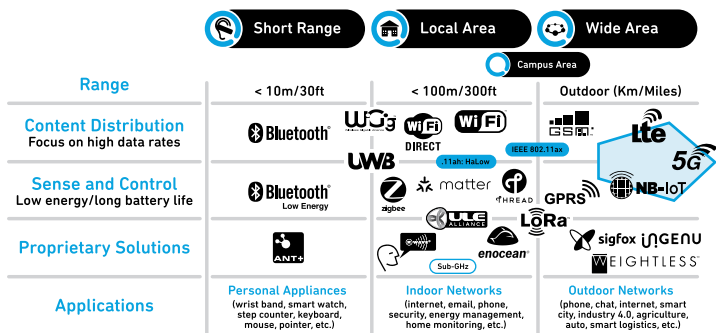 Short Range
Local Area
Wide Area
Campus Area
Range
< 10m/30ft
< 100m/300ft
Outdoor (Km/Miles)
Content Distribution
Focus on high data rates
Bluetooth®
WiGig
WiFi
DIRECT
WiFi
GSM
Lte
IEEE 802.11ax
UWB
.11ah: HaLow
5G
Sense and Control
Low energy/long battery life
Bluetooth®
Low Energy
zigbee
matter
THREAD
GPRS
NB-IoT
ULE
ALLIANCE
LoRa
Proprietary Solutions
ANT+
enocean®
Sub-GHz
sigfox
INGENU
WEIGHTLESS™
Applications
Personal Appliances
(wrist band, smart watch,
step counter, keyboard,
mouse, pointer, etc.)
Indoor Networks
(internet, email, phone,
security, energy management,
home monitoring, etc.)
Outdoor Networks
(phone, chat, internet, smart
city, industry 4.0, agriculture,
auto, smart logistics, etc.)